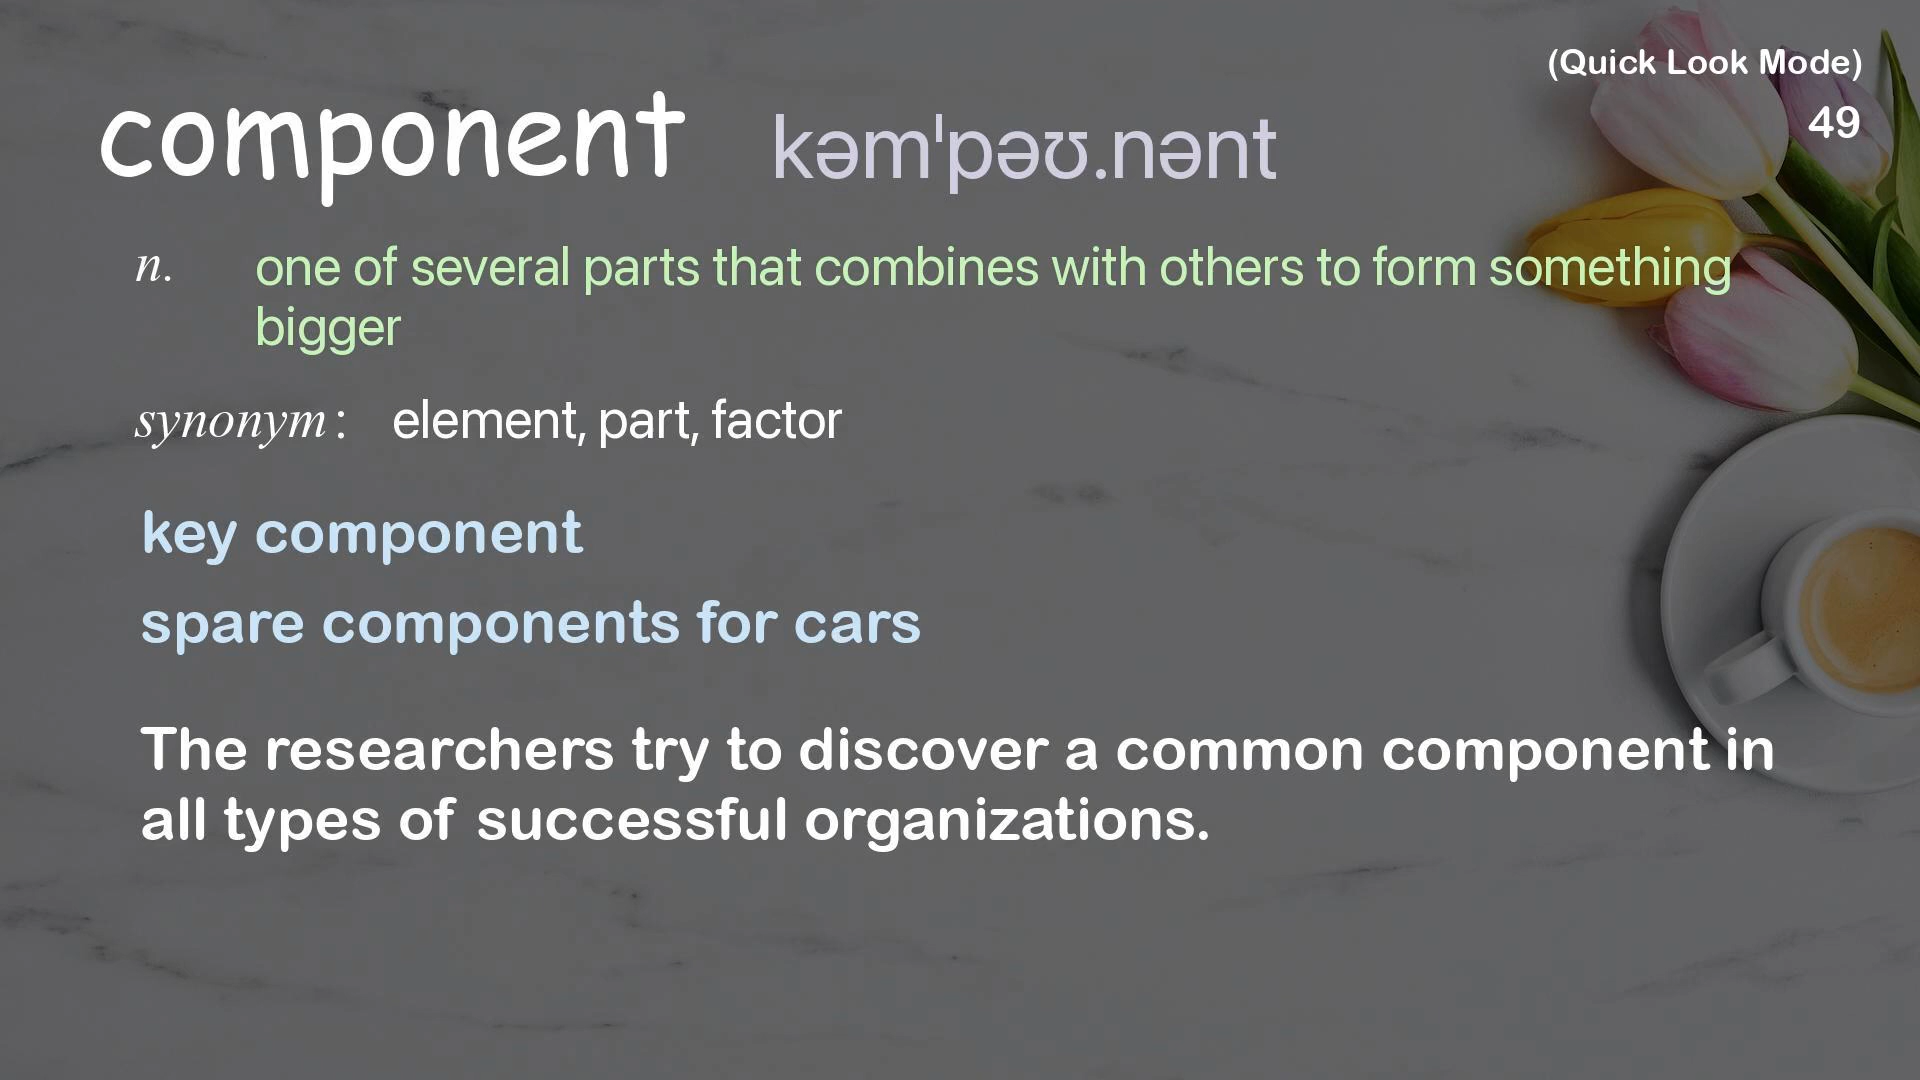 (Quick Look Mode)
component kəmˈpəʊ.nənt
49
n. one of several parts that combines with others to form something
bigger
synonym: element, part, factor
key component
spare components for cars
The researchers try to discover a common component in
all types of successful organizations.